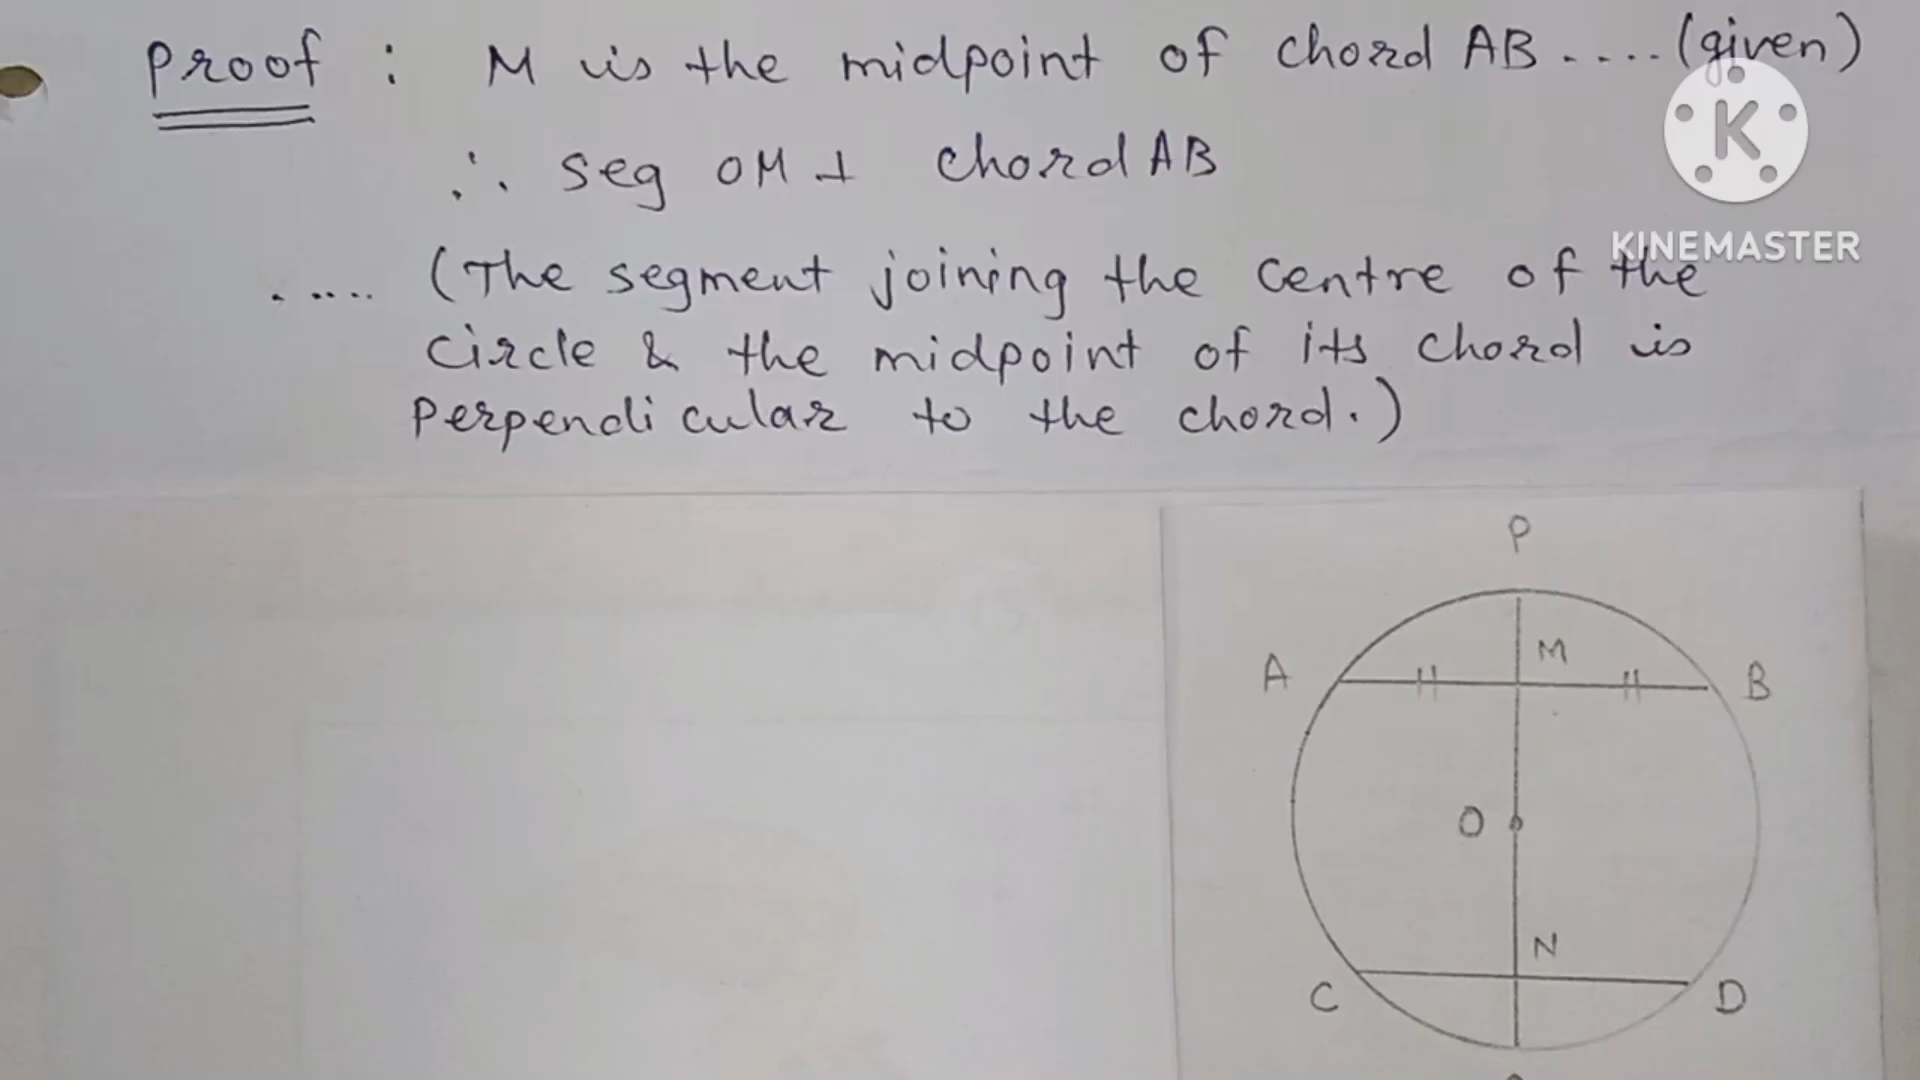 Proof : M is the midpoint of chord AB .... (given)
∴ seg OM ⊥ chord AB
..... (The segment joining the centre of the
circle & the midpoint of its chord is
perpendicular to the chord.)
K
KINEMASTER
P
A M B
O
N
C D